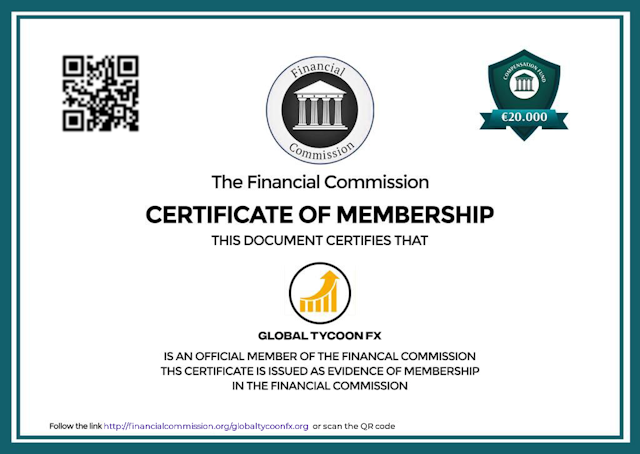 Financial
Commission
COMPENSATION FUND
€20.000
The Financial Commission
CERTIFICATE OF MEMBERSHIP
THIS DOCUMENT CERTIFIES THAT
GLOBAL TYCOON FX
IS AN OFFICIAL MEMBER OF THE FINANCAL COMMISSION
THS CERTIFICATE IS ISSUED AS EVIDENCE OF MEMBERSHIP
IN THE FINANCIAL COMMISSION
Follow the link http://financialcommission.org/globaltycoonfx.org or scan the QR code